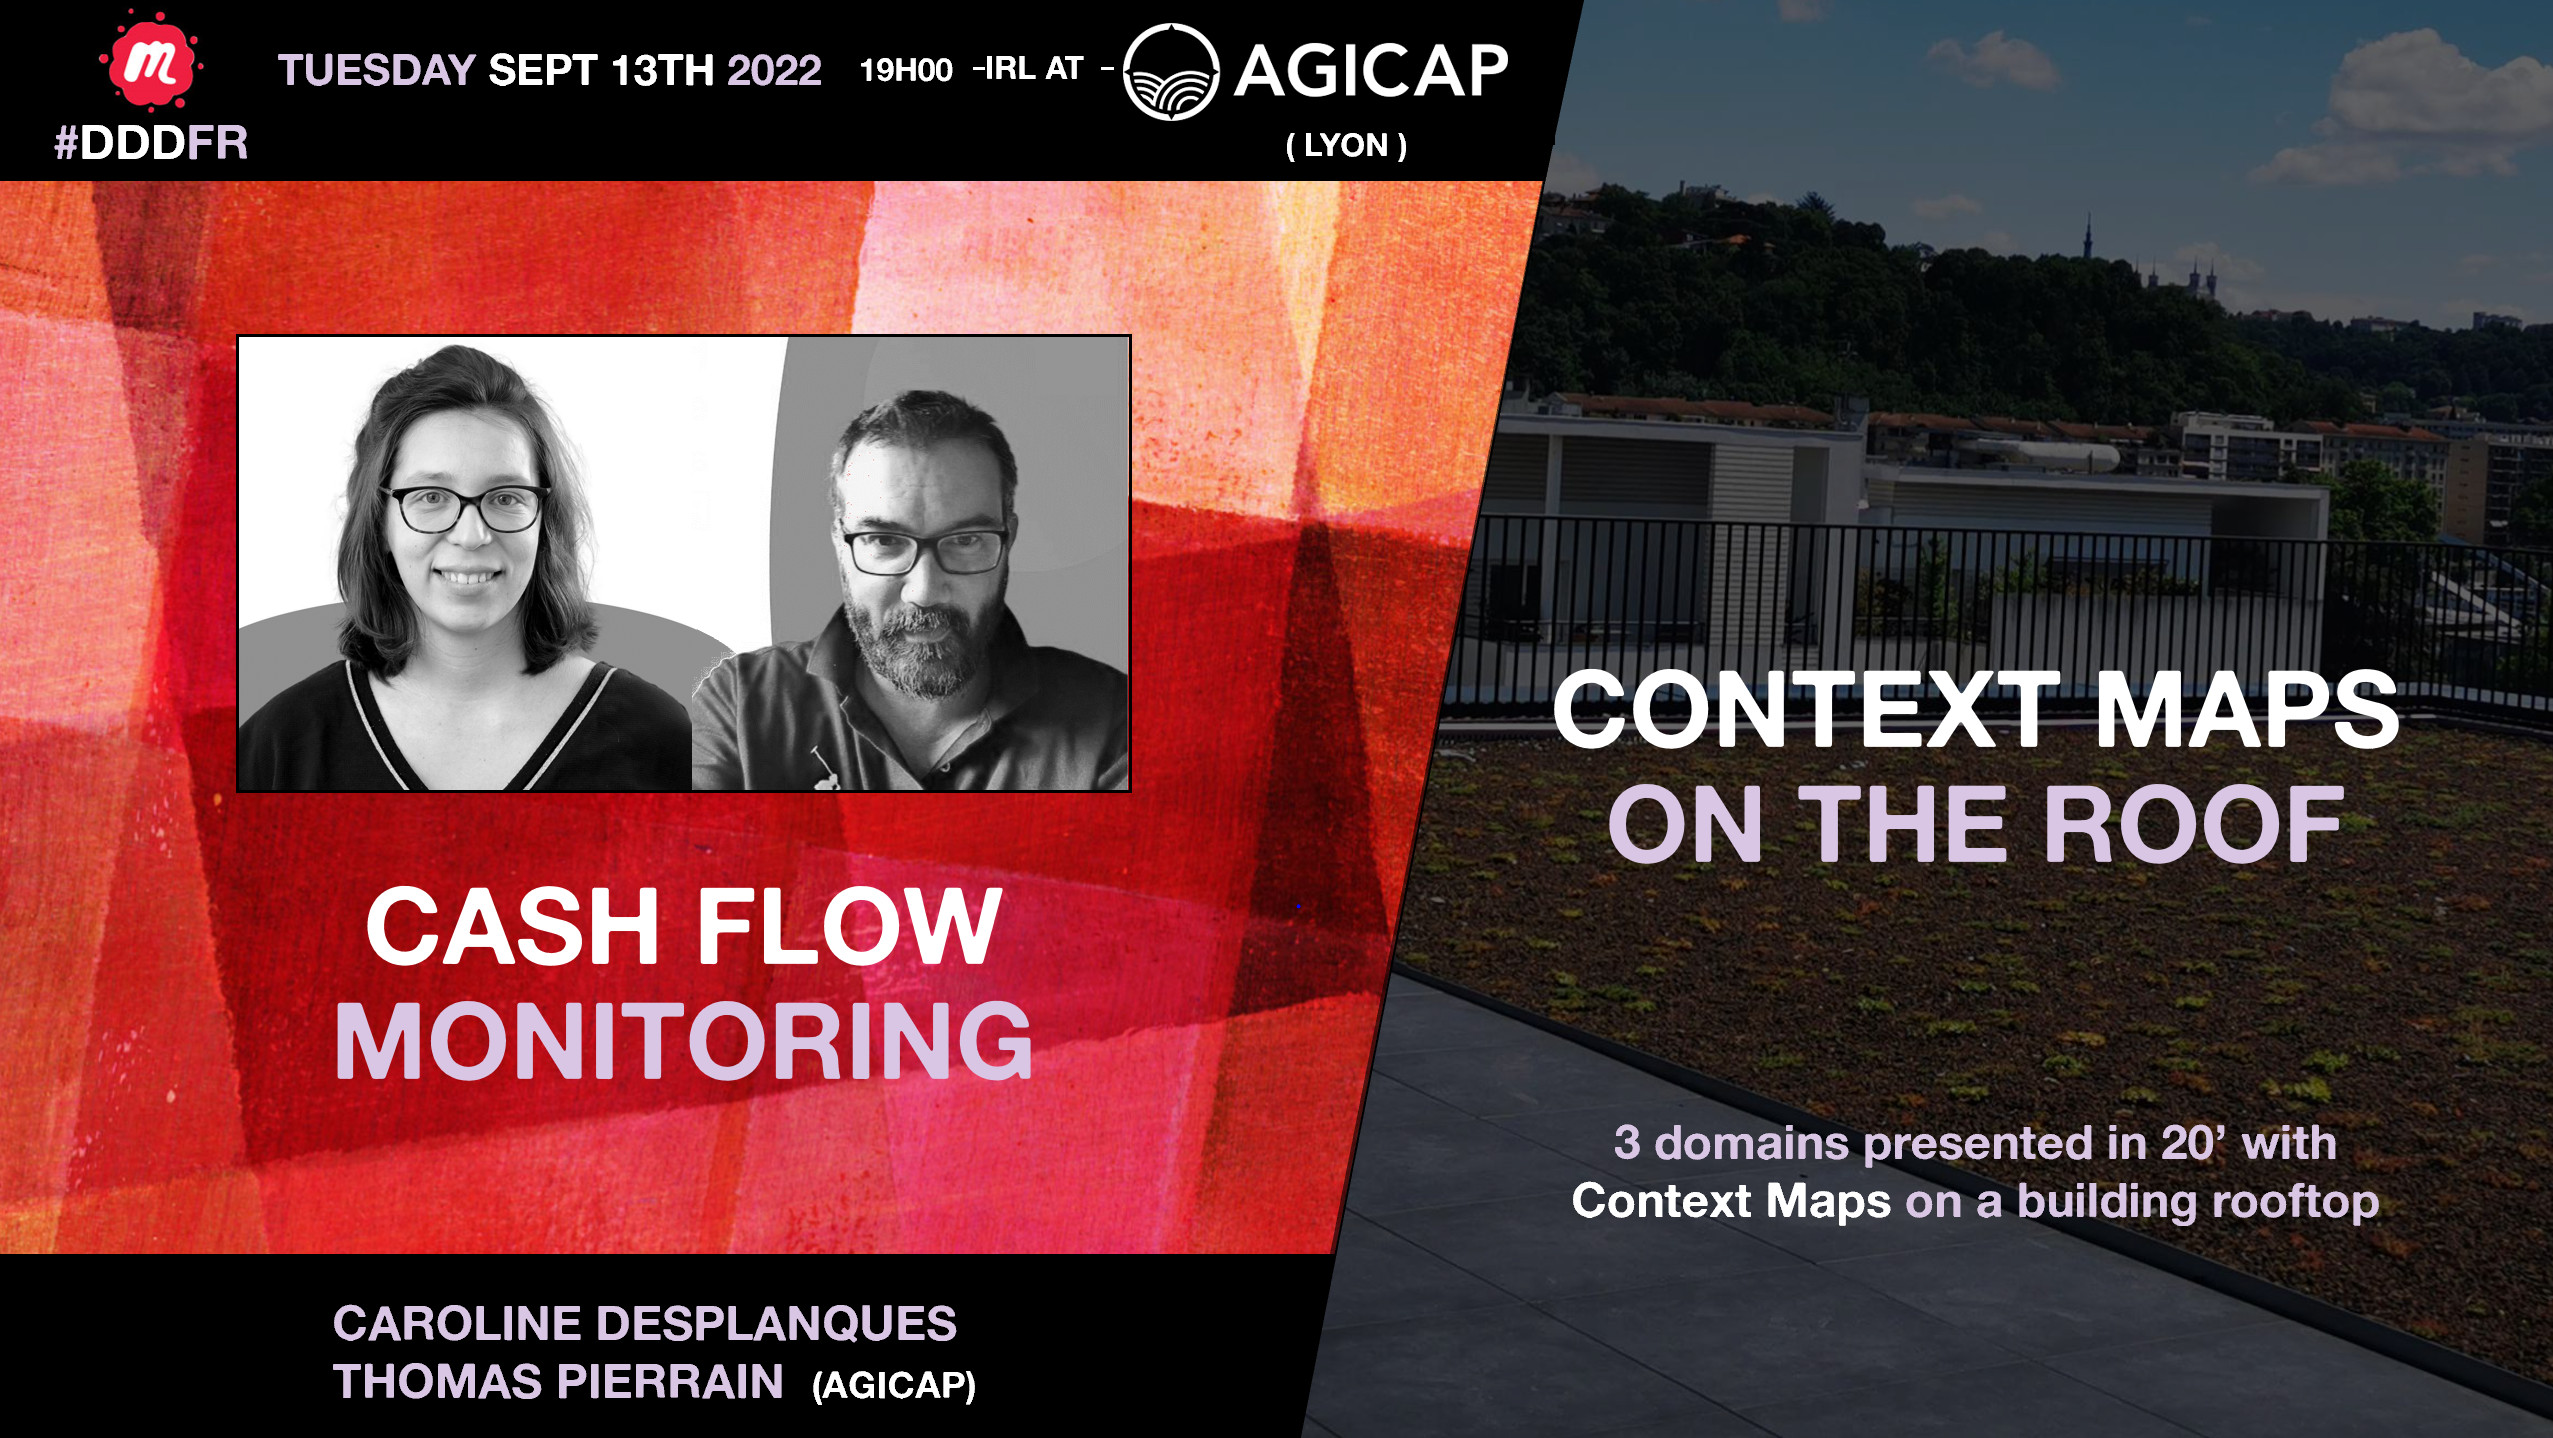 m
TUESDAY SEPT 13TH 2022 19H00 -IRL AT - AGICAP
#DDDFR
( LYON )
CASH FLOW
MONITORING
CAROLINE DESPLANQUES
THOMAS PIERRAIN (AGICAP)
CONTEXT MAPS
ON THE ROOF
3 domains presented in 20’ with
Context Maps on a building rooftop